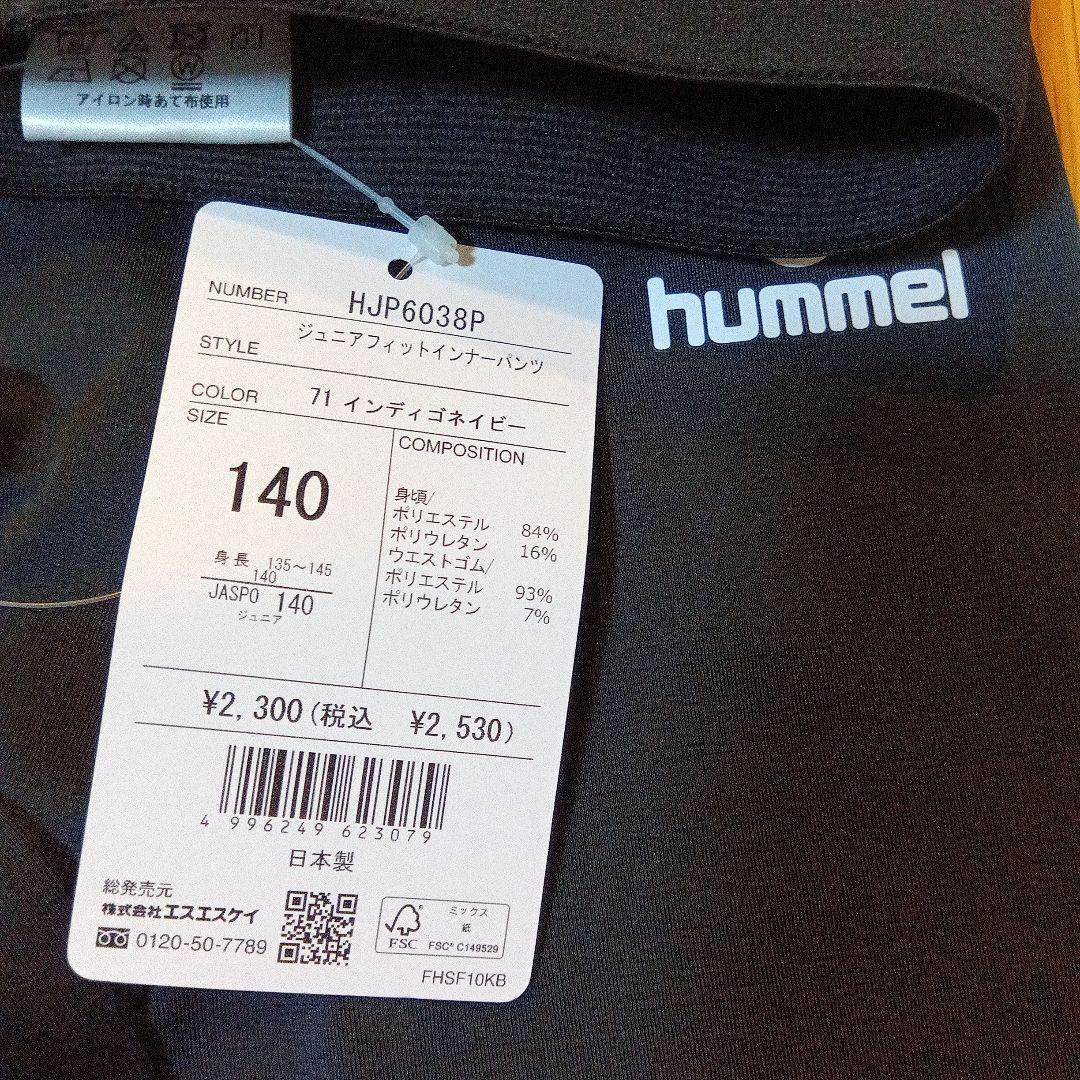 アイロン時あて布使用
hummel
NUMBER HJP6038P
STYLE ジュニアフィットインナーパンツ
COLOR 71 インディゴネイビー
SIZE
140
身長 135～145
140
JASPO 140
ジュニア
COMPOSITION
身頃/
ポリエステル 84%
ポリウレタン 16%
ウエストゴム/
ポリエステル 93%
ポリウレタン 7%
¥2,300(税込 ¥2,530)
4 996249 623079
日本製
総発売元
株式会社エスエスケイ
0120-50-7789
FSC
ミックス
紙
FSC® C149529
FHSF10KB